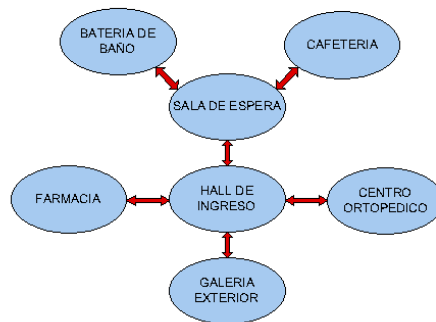 BATERIA DE
BAÑO
CAFETERIA
SALA DE ESPERA
FARMACIA
HALL DE
INGRESO
CENTRO
ORTOPEDICO
GALERIA
EXTERIOR